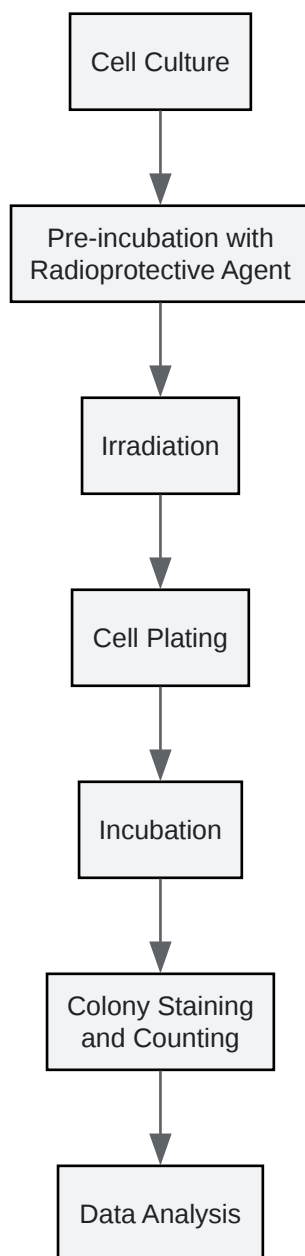 Cell Culture
Pre-incubation with
Radioprotective Agent
Irradiation
Cell Plating
Incubation
Colony Staining
and Counting
Data Analysis